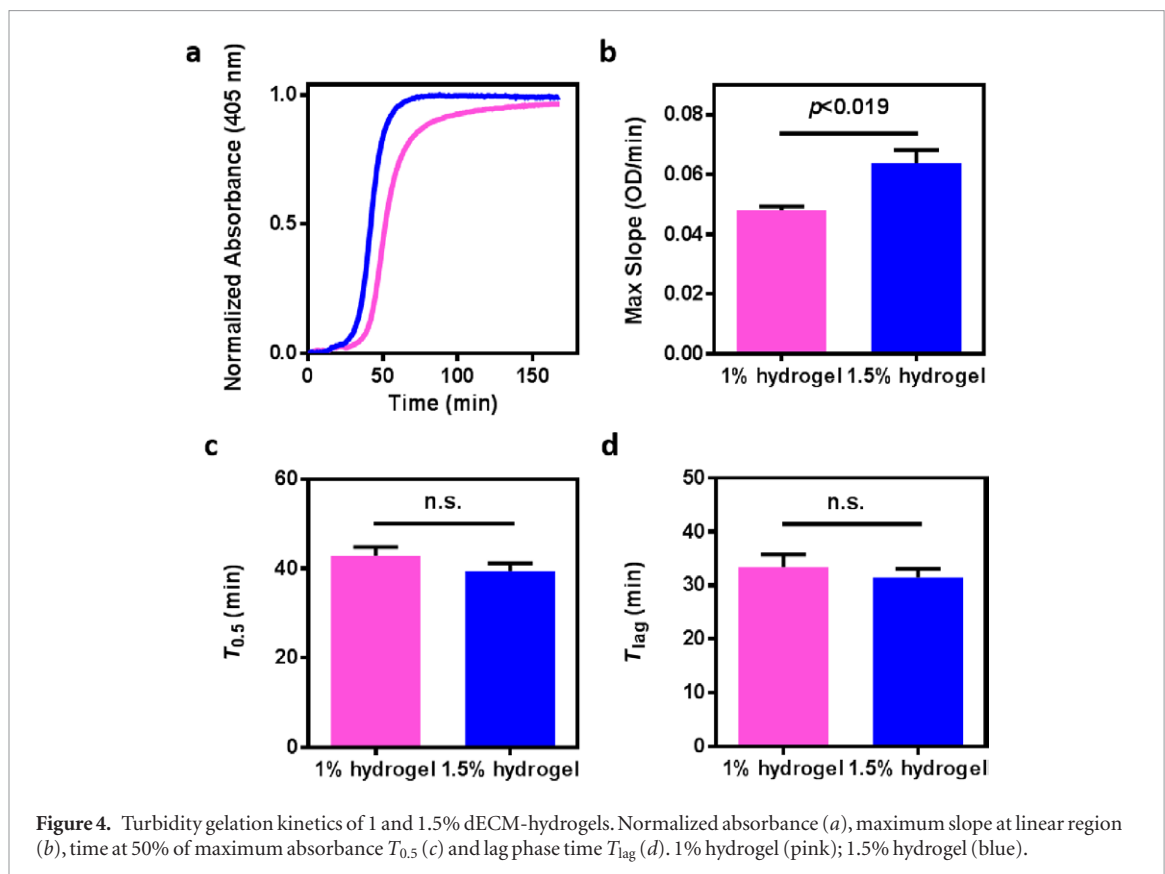 a
Normalized Absorbance (405 nm)
1.0
0.5
0.0
0 50 100 150
Time (min)
b
p<0.019
Max Slope (OD/min)
0.08
0.06
0.04
0.02
0.00
1% hydrogel 1.5% hydrogel
c
n.s.
T0.5 (min)
60
40
20
0
1% hydrogel 1.5% hydrogel
d
n.s.
Tlag (min)
50
40
30
20
10
0
1% hydrogel 1.5% hydrogel
Figure 4. Turbidity gelation kinetics of 1 and 1.5% dECM-hydrogels. Normalized absorbance (a), maximum slope at linear region
(b), time at 50% of maximum absorbance T0.5 (c) and lag phase time Tlag (d). 1% hydrogel (pink); 1.5% hydrogel (blue).